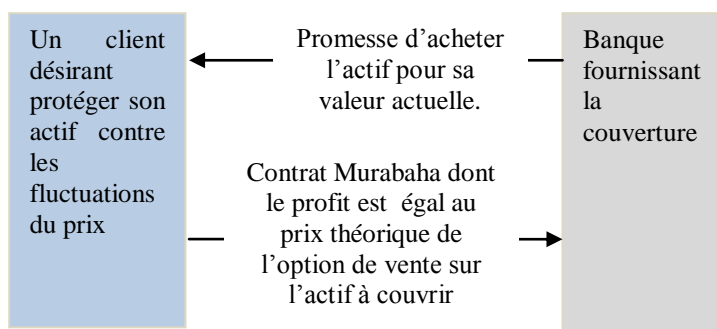 Un client
désirant
protéger son
actif contre
les
fluctuations
du prix
Promesse d’acheter
l’actif pour sa
valeur actuelle.
Contrat Murabaha dont
le profit est égal au
prix théorique de
l’option de vente sur
l’actif à couvrir
Banque
fournissant
la
couverture